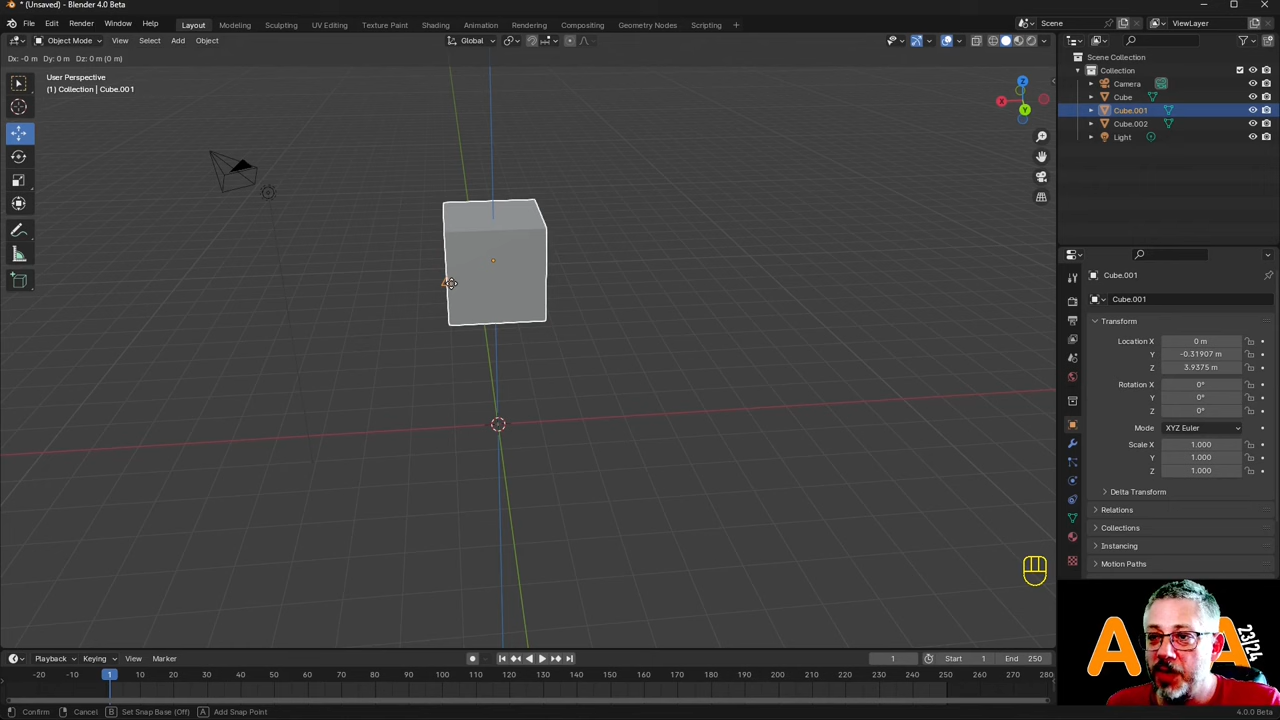 * (Unsaved) - Blender 4.0 Beta
File Edit Render Window Help Layout Modeling Sculpting UV Editing Texture Paint Shading Animation Rendering Compositing Geometry Nodes Scripting + Scene ViewLayer
Object Mode View Select Add Object Global
Dx: -0 m Dy: 0 m Dz: 0 m (0 m)
User Perspective
(1) Collection | Cube.001
Z
X
Y
Scene Collection
Collection
Camera
Cube
Cube.001
Cube.002
Light
Cube.001
Cube.001
Transform
Location X 0 m
Y -0.31907 m
Z 3.9375 m
Rotation X 0°
Y 0°
Z 0°
Mode XYZ Euler
Scale X 1.000
Y 1.000
Z 1.000
Delta Transform
Relations
Collections
Instancing
Motion Paths
A A 23/24
Playback Keying View Marker 1 Start 1 End 250
-20 -10 1 10 20 30 40 50 60 70 80 90 100 110 120 130 140 150 160 170 180 190 200 210 220 230 240 250 260 270 280
Confirm Cancel B Set Snap Base (Off) A Add Snap Point 4.0.0 Beta